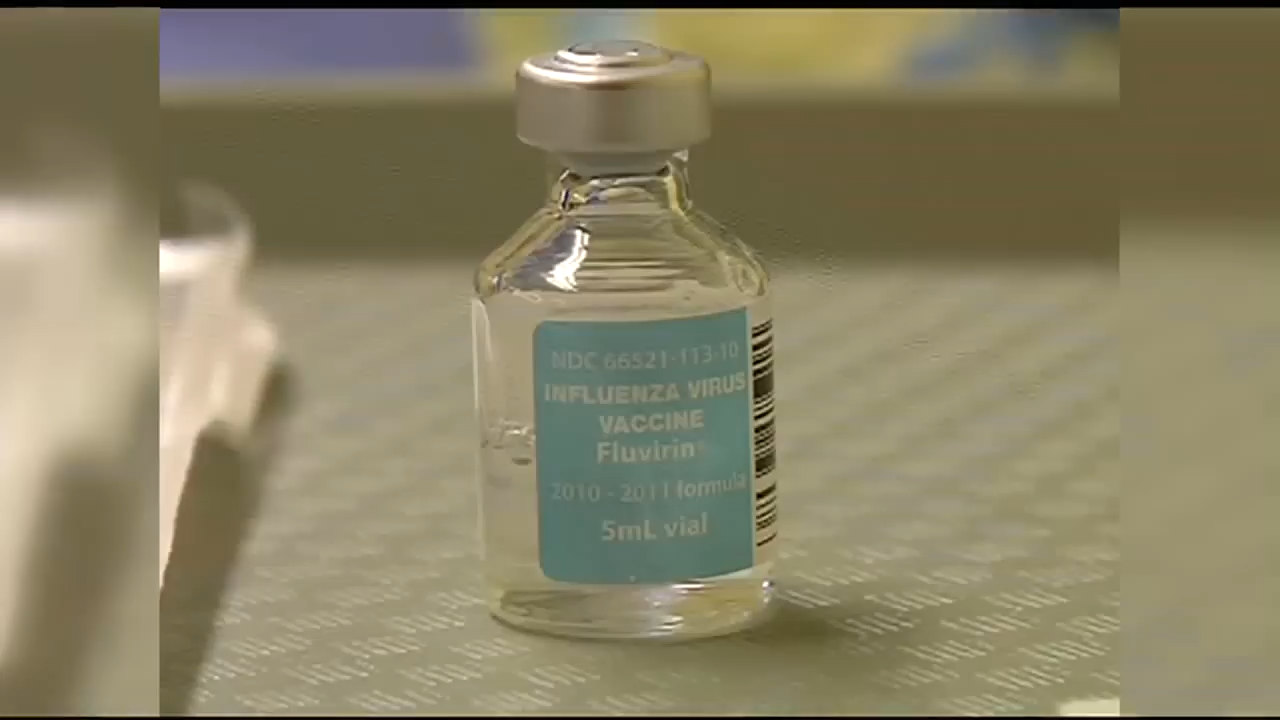 NDC 66521-113-10
INFLUENZA VIRUS
VACCINE
Fluvirin®
2010 - 2011 formula
5mL vial